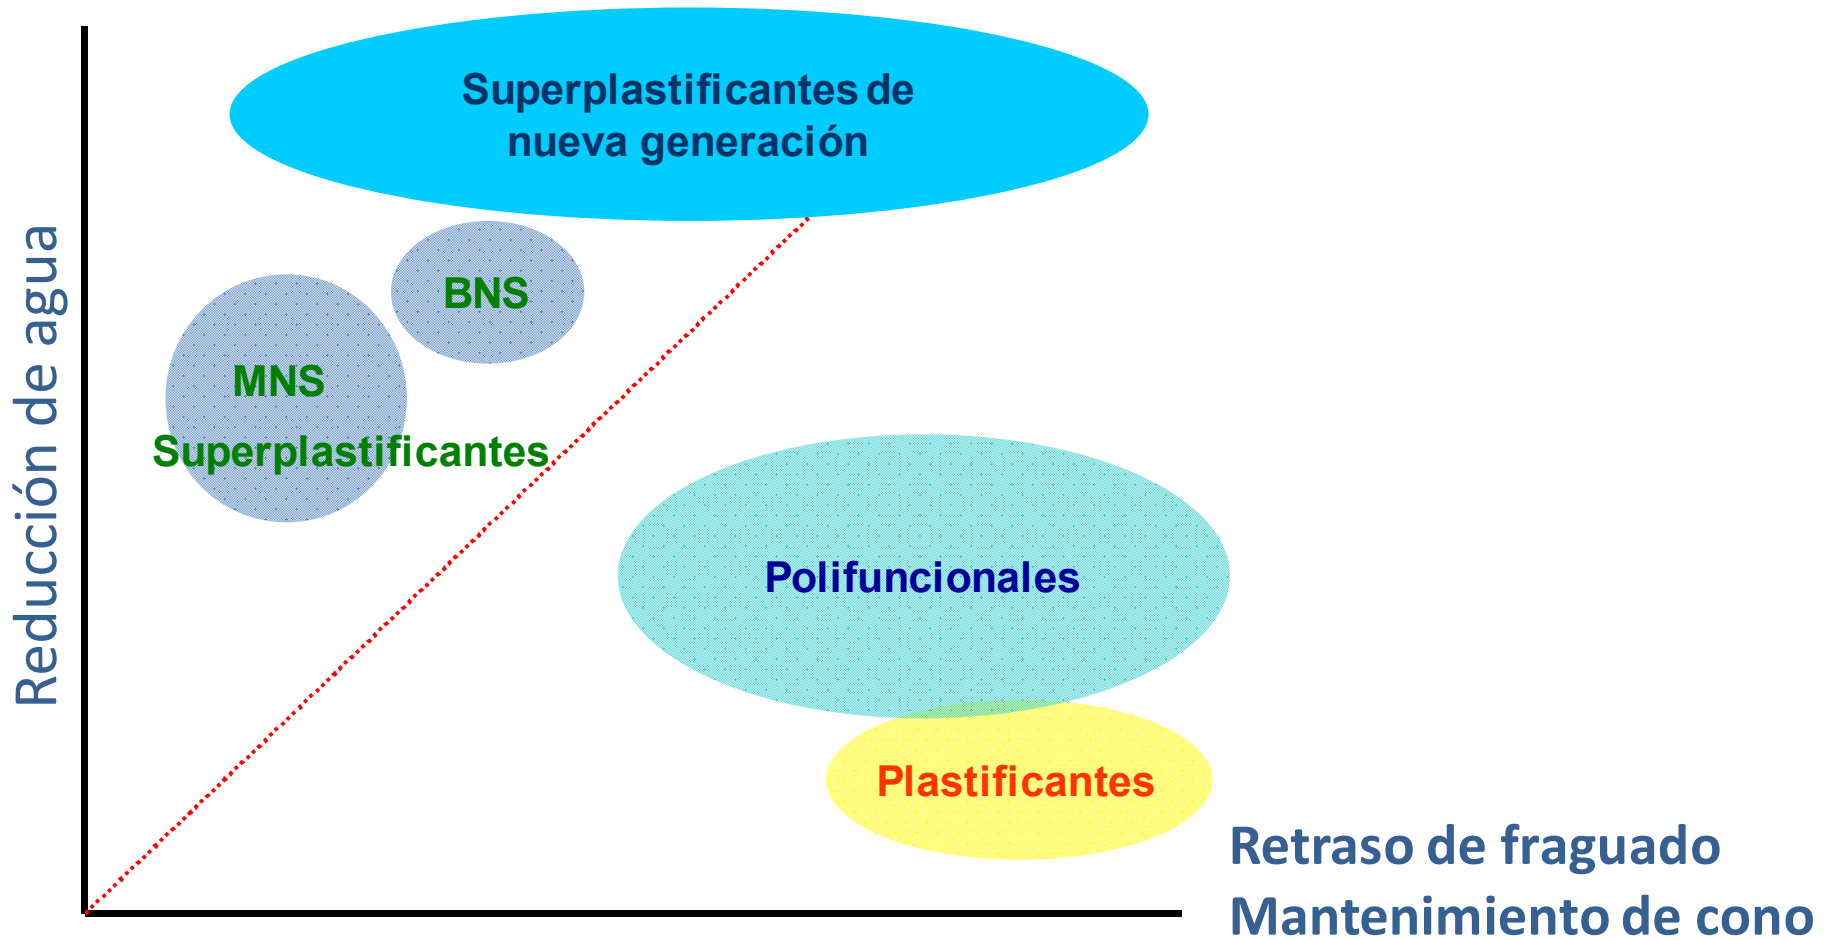 Superplastificantes de
nueva generación
BNS
MNS
Superplastificantes
Polifuncionales
Plastificantes
Reducción de agua
Retraso de fraguado
Mantenimiento de cono